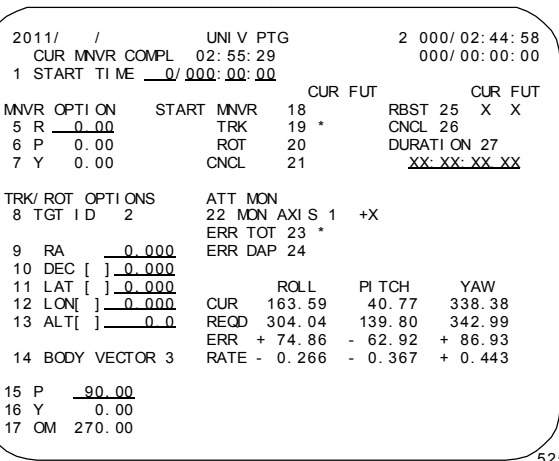 2011/ / UNIV PTG 2 000/02:44:58
CUR MNVR COMPL 02:55:29 000/00:00:00
1 START TIME 0/000:00:00
CUR FUT CUR FUT
MNVR OPTION START MNVR 18 RBST 25 X X
5 R 0.00 TRK 19 * CNCL 26
6 P 0.00 ROT 20 DURATION 27
7 Y 0.00 CNCL 21 XX:XX:XX.XX
TRK/ROT OPTIONS ATT MON
8 TGT ID 2 22 MON AXIS 1 +X
ERR TOT 23 *
9 RA 0.000 ERR DAP 24
10 DEC [ ] 0.000
11 LAT [ ] 0.000 ROLL PITCH YAW
12 LON[ ] 0.000 CUR 163.59 40.77 338.38
13 ALT[ ] 0.0 REQD 304.04 139.80 342.99
ERR + 74.86 - 62.92 + 86.93
14 BODY VECTOR 3 RATE - 0.266 - 0.367 + 0.443
15 P 90.00
16 Y 0.00
17 OM 270.00